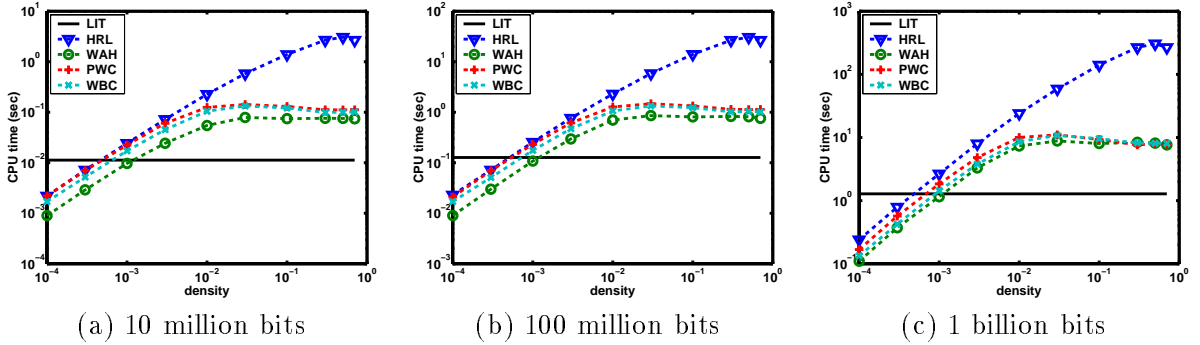 10^1
10^0
10^-1
10^-2
10^-3
10^-4
CPU time (sec)
LIT
HRL
WAH
PWC
WBC
10^-4
10^-3
10^-2
10^-1
10^0
density
(a) 10 million bits
10^2
10^1
10^0
10^-1
10^-2
10^-3
CPU time (sec)
LIT
HRL
WAH
PWC
WBC
10^-4
10^-3
10^-2
10^-1
10^0
density
(b) 100 million bits
10^3
10^2
10^1
10^0
10^-1
CPU time (sec)
LIT
HRL
WAH
PWC
WBC
10^-4
10^-3
10^-2
10^-1
10^0
density
(c) 1 billion bits